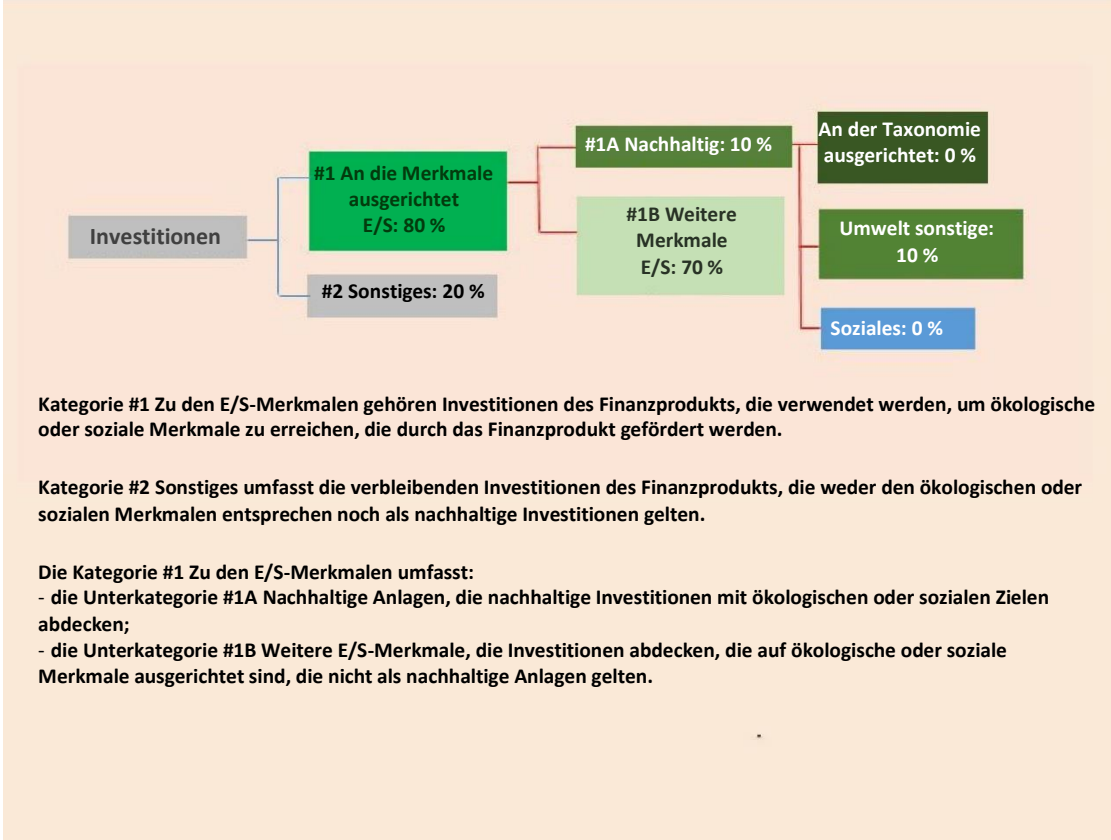 Investitionen
#1 An die Merkmale
ausgerichtet
E/S: 80 %
#2 Sonstiges: 20 %
#1A Nachhaltig: 10 %
#1B Weitere
Merkmale
E/S: 70 %
An der Taxonomie
ausgerichtet: 0 %
Umwelt sonstige:
10 %
Soziales: 0 %
Kategorie #1 Zu den E/S-Merkmalen gehören Investitionen des Finanzprodukts, die verwendet werden, um ökologische
oder soziale Merkmale zu erreichen, die durch das Finanzprodukt gefördert werden.
Kategorie #2 Sonstiges umfasst die verbleibenden Investitionen des Finanzprodukts, die weder den ökologischen oder
sozialen Merkmalen entsprechen noch als nachhaltige Investitionen gelten.
Die Kategorie #1 Zu den E/S-Merkmalen umfasst:
- die Unterkategorie #1A Nachhaltige Anlagen, die nachhaltige Investitionen mit ökologischen oder sozialen Zielen
abdecken;
- die Unterkategorie #1B Weitere E/S-Merkmale, die Investitionen abdecken, die auf ökologische oder soziale
Merkmale ausgerichtet sind, die nicht als nachhaltige Anlagen gelten.